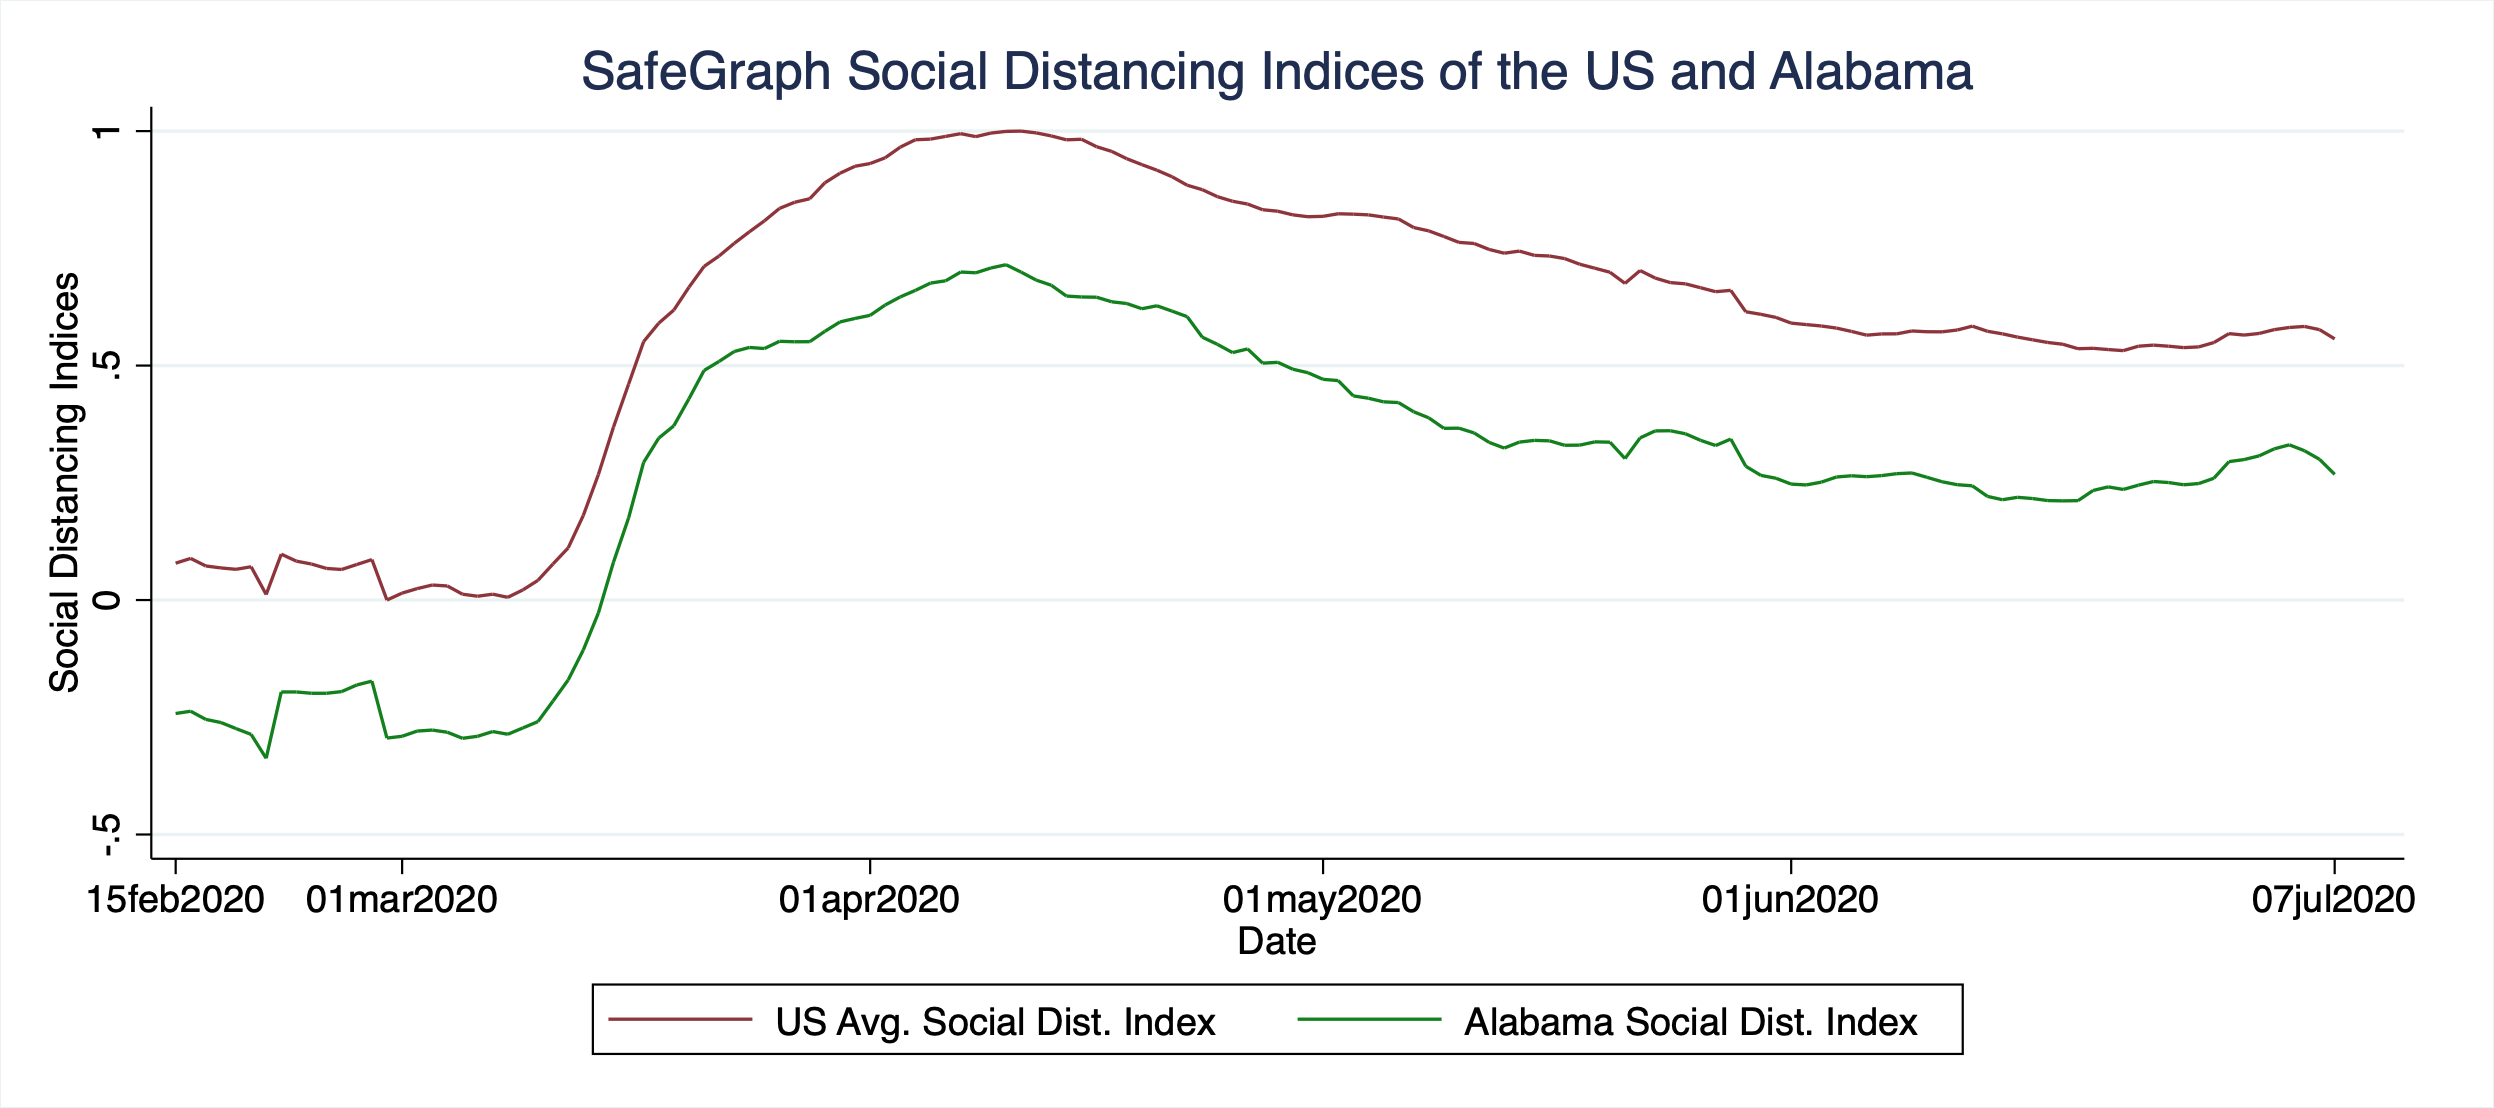 SafeGraph Social Distancing Indices of the US and Alabama
Social Distancing Indices
1
.5
0
-.5
15feb2020 01mar2020 01apr2020 01may2020 01jun2020 07jul2020
Date
US Avg. Social Dist. Index Alabama Social Dist. Index